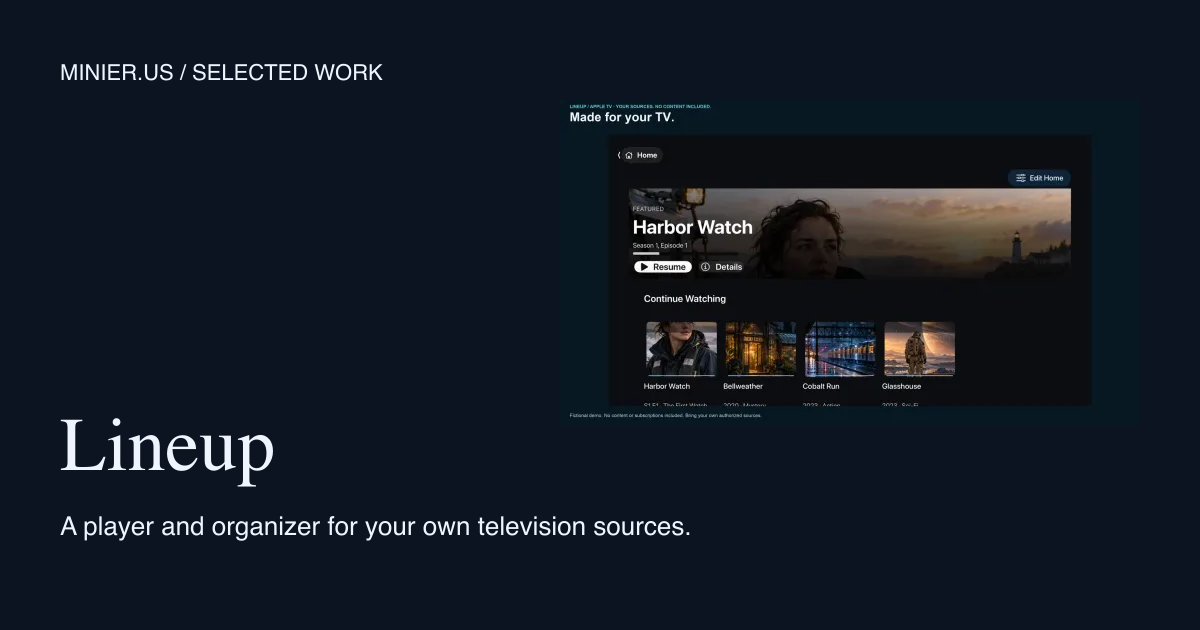 MINIER.US / SELECTED WORK
LINEUP / APPLE TV · YOUR SOURCES. NO CONTENT INCLUDED.
Made for your TV.
Home
Edit Home
FEATURED
Harbor Watch
Season 1, Episode 1
Resume
Details
Continue Watching
Harbor Watch
Bellweather
Cobalt Run
Glasshouse
Fictional demo. No content or subscriptions included. Bring your own authorized sources.
Lineup
A player and organizer for your own television sources.